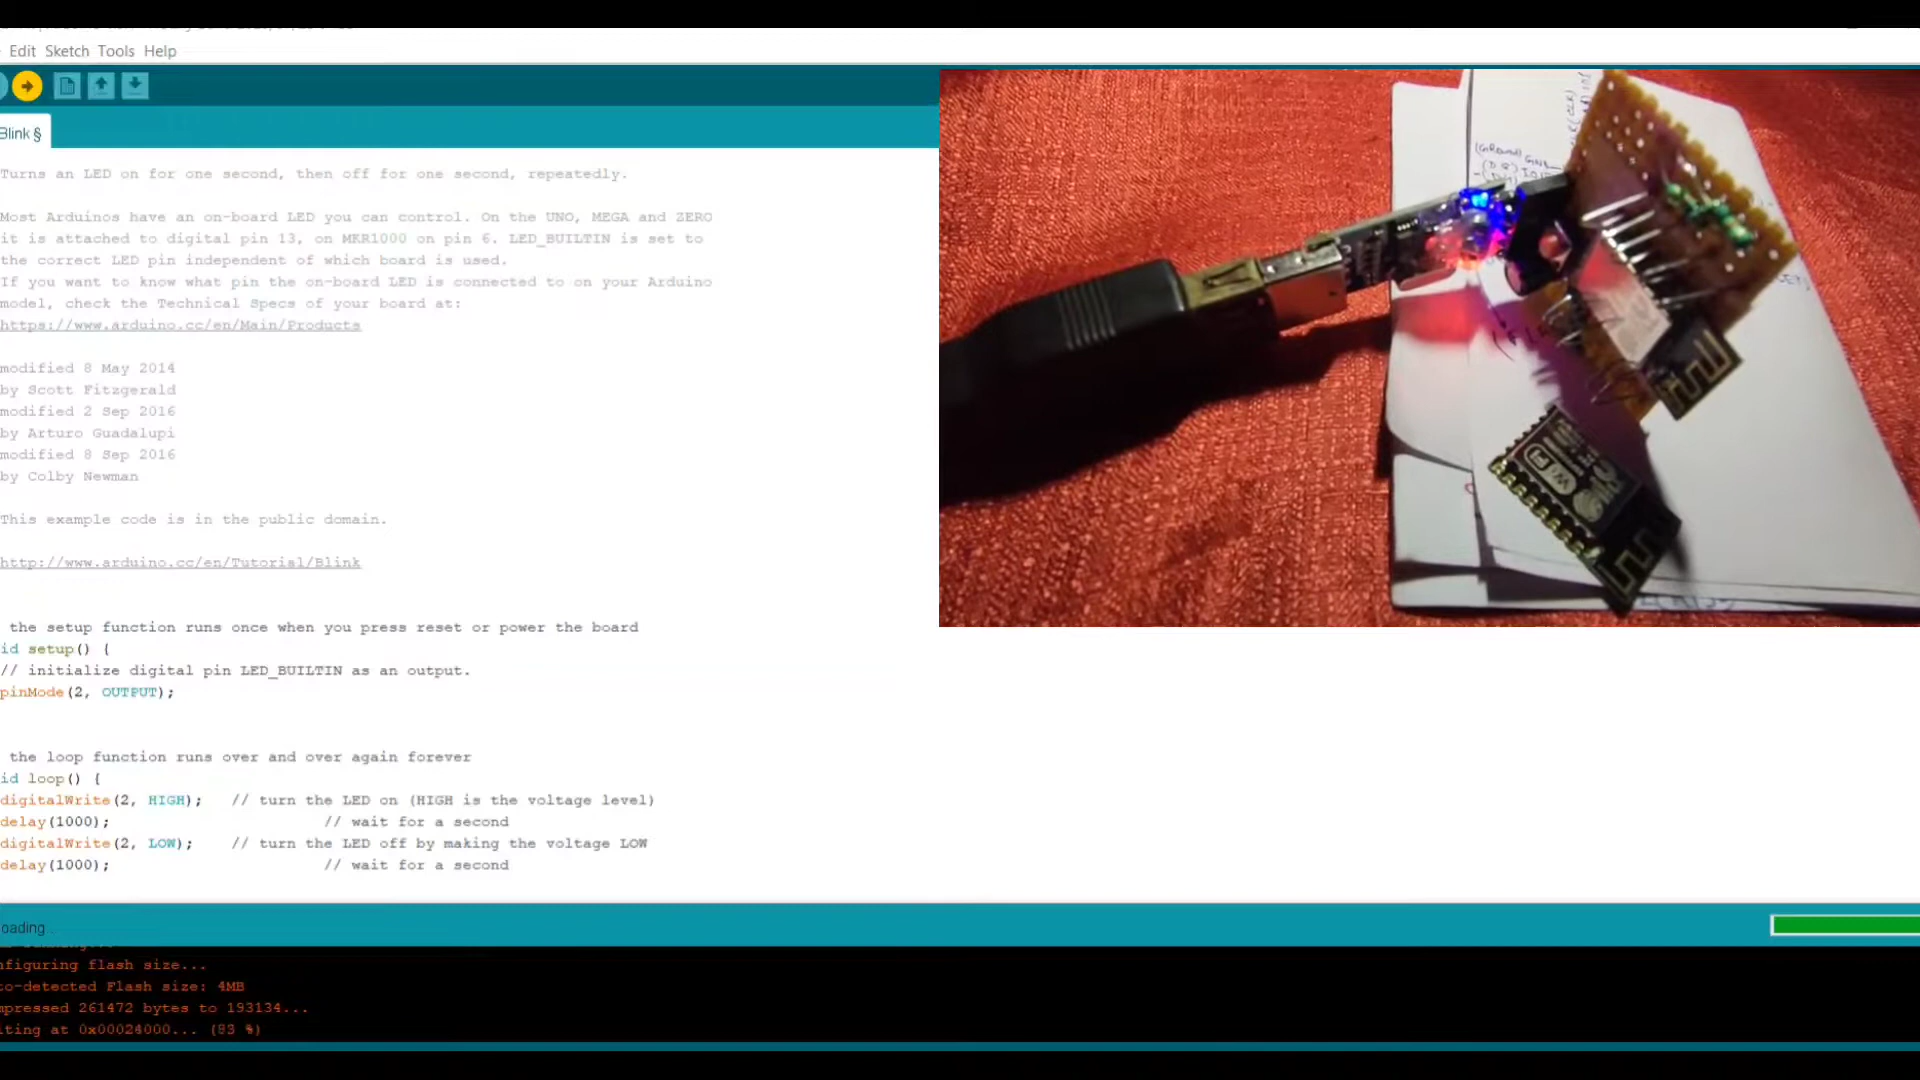 Edit Sketch Tools Help
Blink §
Turns an LED on for one second, then off for one second, repeatedly.
Most Arduinos have an on-board LED you can control. On the UNO, MEGA and ZERO
it is attached to digital pin 13, on MKR1000 on pin 6. LED_BUILTIN is set to
the correct LED pin independent of which board is used.
If you want to know what pin the on-board LED is connected to on your Arduino
model, check the Technical Specs of your board at:
https://www.arduino.cc/en/Main/Products
modified 8 May 2014
by Scott Fitzgerald
modified 2 Sep 2016
by Arturo Guadalupi
modified 8 Sep 2016
by Colby Newman
This example code is in the public domain.
http://www.arduino.cc/en/Tutorial/Blink
the setup function runs once when you press reset or power the board
id setup() {
// initialize digital pin LED_BUILTIN as an output.
pinMode(2, OUTPUT);
the loop function runs over and over again forever
id loop() {
digitalWrite(2, HIGH); // turn the LED on (HIGH is the voltage level)
delay(1000); // wait for a second
digitalWrite(2, LOW); // turn the LED off by making the voltage LOW
delay(1000); // wait for a second
oading
nfiguring flash size...
to-detected Flash size: 4MB
mpressed 261472 bytes to 193134...
iting at 0x00024000... (83 %)